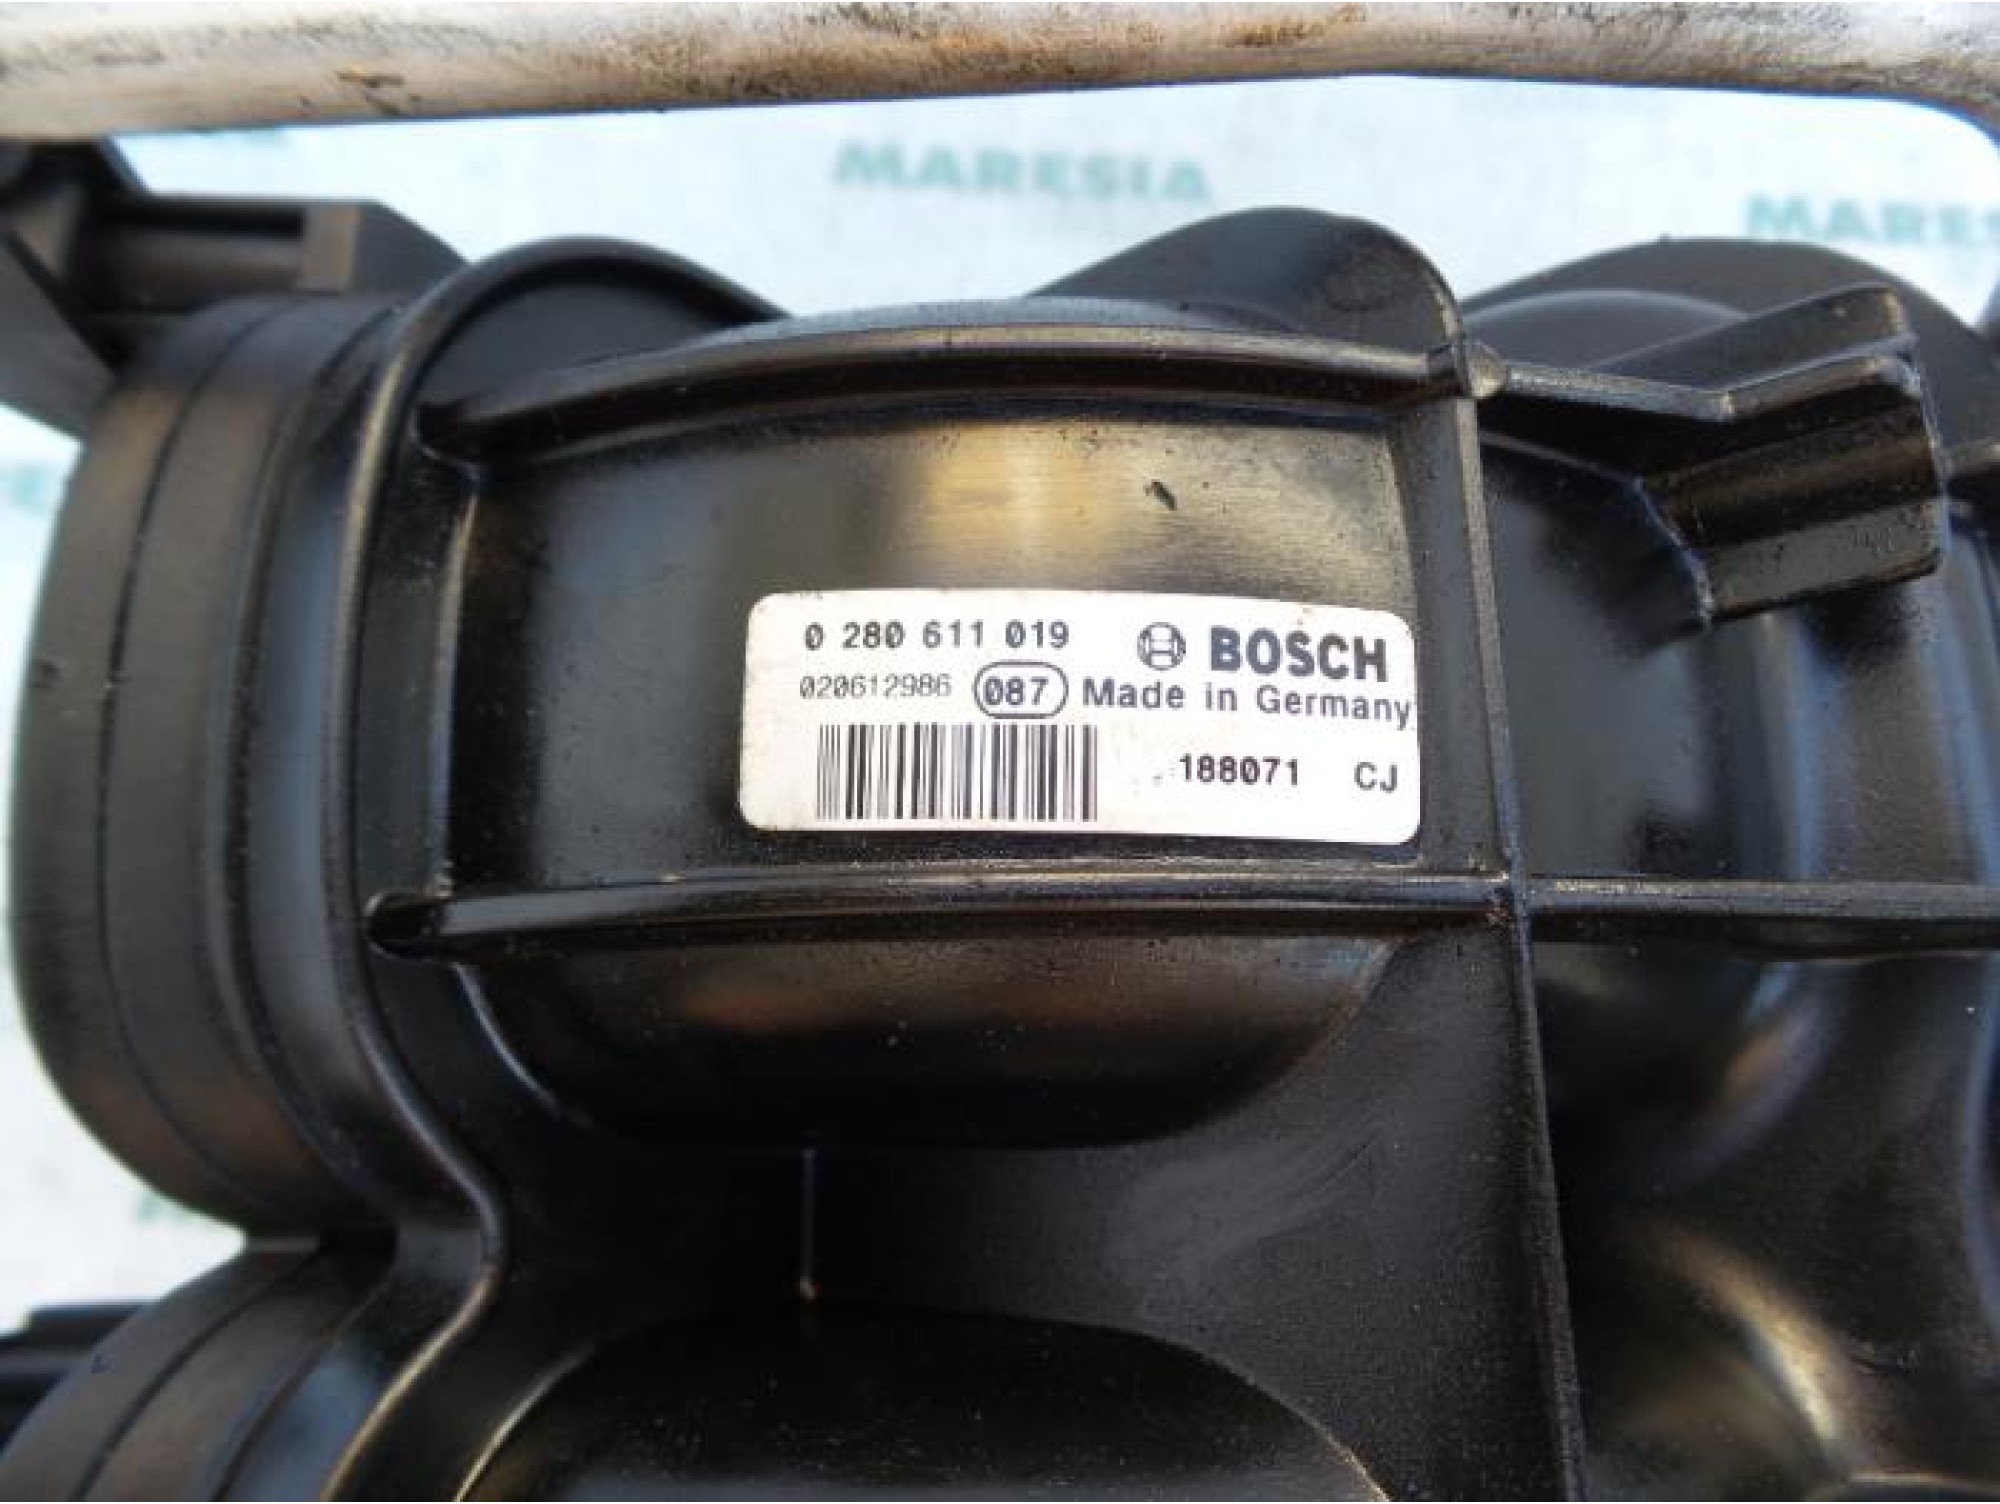 MARESIA
MARES
0 280 611 019 BOSCH
020612986 087 Made in Germany
188071 CJ